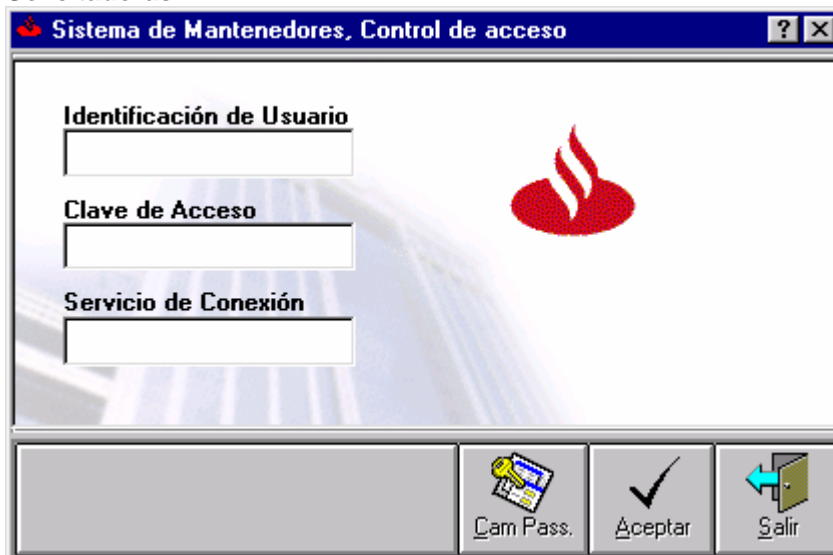 Sistema de Mantenedores, Control de acceso
Identificación de Usuario
Clave de Acceso
Servicio de Conexión
Cam Pass.
Aceptar
Salir